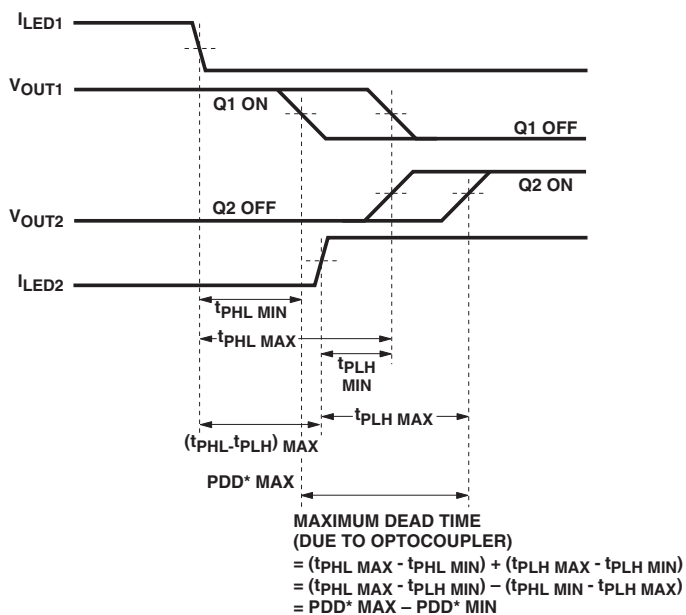 ILED1
VOUT1
Q1 ON
Q1 OFF
Q2 OFF
Q2 ON
VOUT2
ILED2
tPHL MIN
tPHL MAX
tPLH
MIN
tPLH MAX
(tPHL-tPLH) MAX
PDD* MAX
MAXIMUM DEAD TIME
(DUE TO OPTOCOUPLER)
= (tPHL MAX - tPHL MIN) + (tPLH MAX - tPLH MIN)
= (tPHL MAX - tPLH MIN) – (tPHL MIN - tPLH MAX)
= PDD* MAX – PDD* MIN